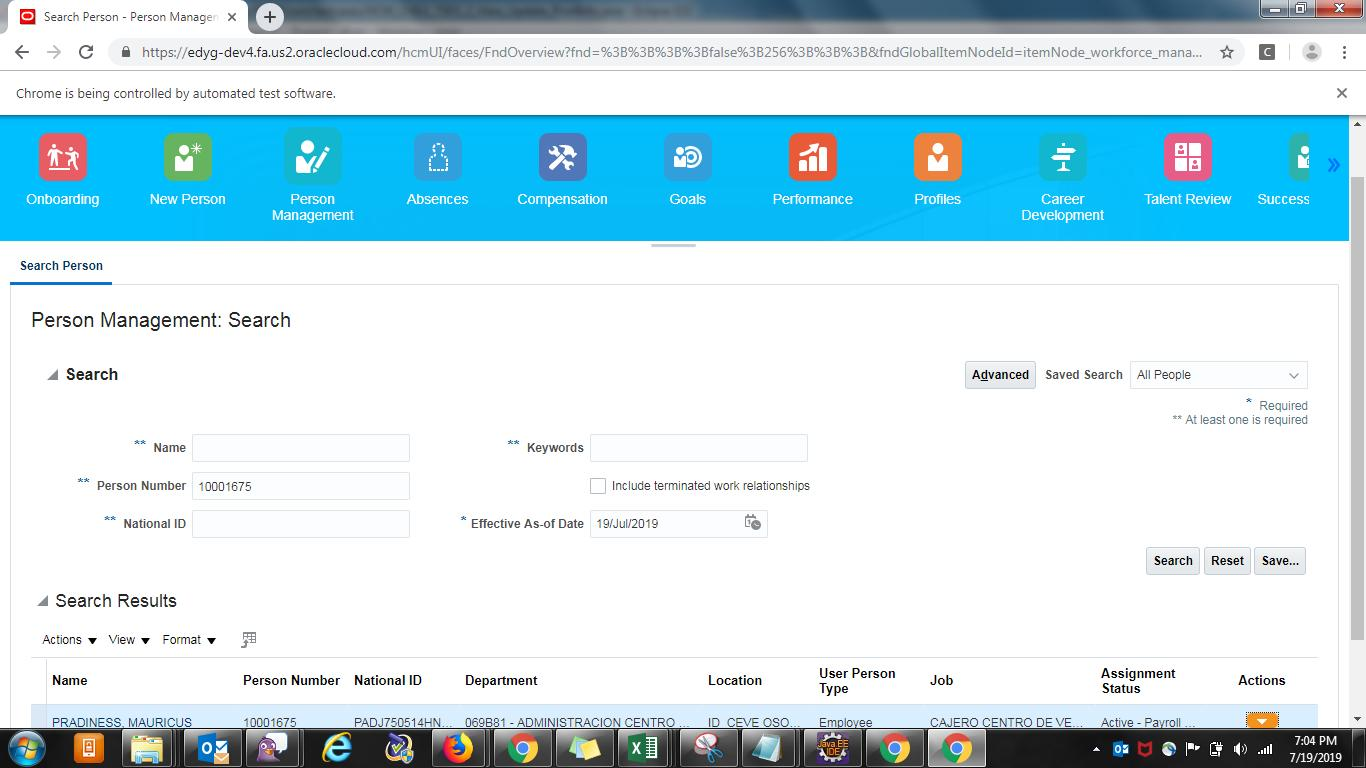 Search Person - Person Managen
https://edyg-dev4.fa.us2.oraclecloud.com/hcmUI/faces/FndOverview?fnd=%3B%3B%3B%3Bfalse%3B256%3B%3B%3B&fndGlobalItemNodeId=itemNode_workforce_mana...
Chrome is being controlled by automated test software.
Onboarding New Person Person Management Absences Compensation Goals Performance Profiles Career Development Talent Review Success
Search Person
Person Management: Search
Search
Advanced Saved Search All People
* Required
** At least one is required
** Name ** Keywords
** Person Number 10001675 Include terminated work relationships
** National ID * Effective As-of Date 19/Jul/2019
Search Reset Save...
Search Results
Actions View Format
Name Person Number National ID Department Location User Person Type Job Assignment Status Actions
PRADINESS, MAURICUS 10001675 PADJ750514HN... 069B81 - ADMINISTRACION CENTRO ... ID_CEVE OSO... Employee CAJERO CENTRO DE VE... Active - Payroll ...
7:04 PM
7/19/2019